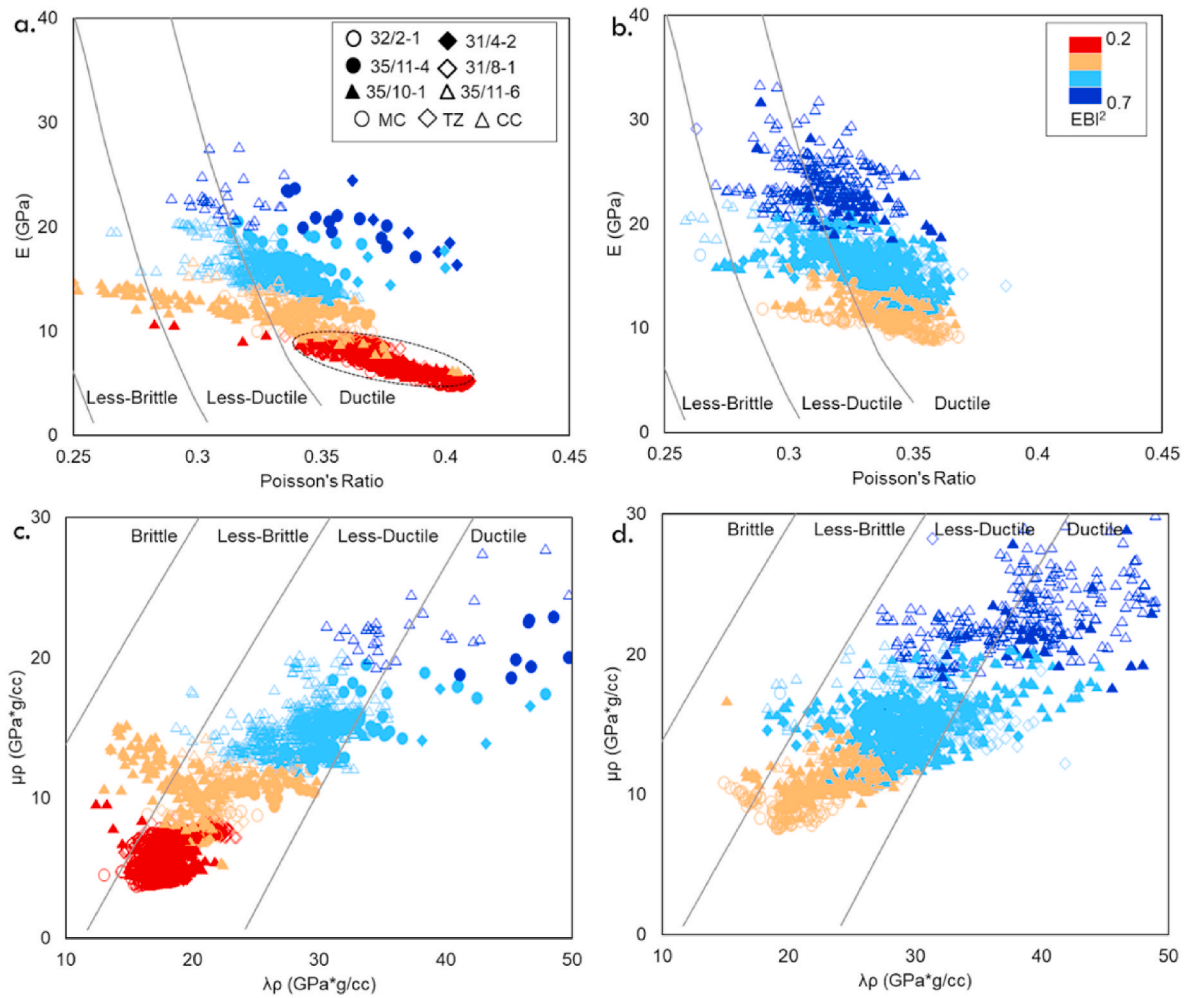 a.
40
30
20
10
0
E (GPa)
32/2-1 31/4-2
35/11-4 31/8-1
35/10-1 35/11-6
MC TZ CC
Less-Brittle Less-Ductile Ductile
0.25 0.3 0.35 0.4 0.45
Poisson's Ratio
b.
40
30
20
10
0
E (GPa)
0.2
0.7
EBI²
Less-Brittle Less-Ductile Ductile
0.25 0.3 0.35 0.4 0.45
Poisson's Ratio
c.
30
20
10
0
μρ (GPa*g/cc)
Brittle Less-Brittle Less-Ductile Ductile
10 20 30 40 50
λρ (GPa*g/cc)
d.
30
20
10
0
μρ (GPa*g/cc)
Brittle Less-Brittle Less-Ductile Ductile
10 20 30 40 50
λρ (GPa*g/cc)